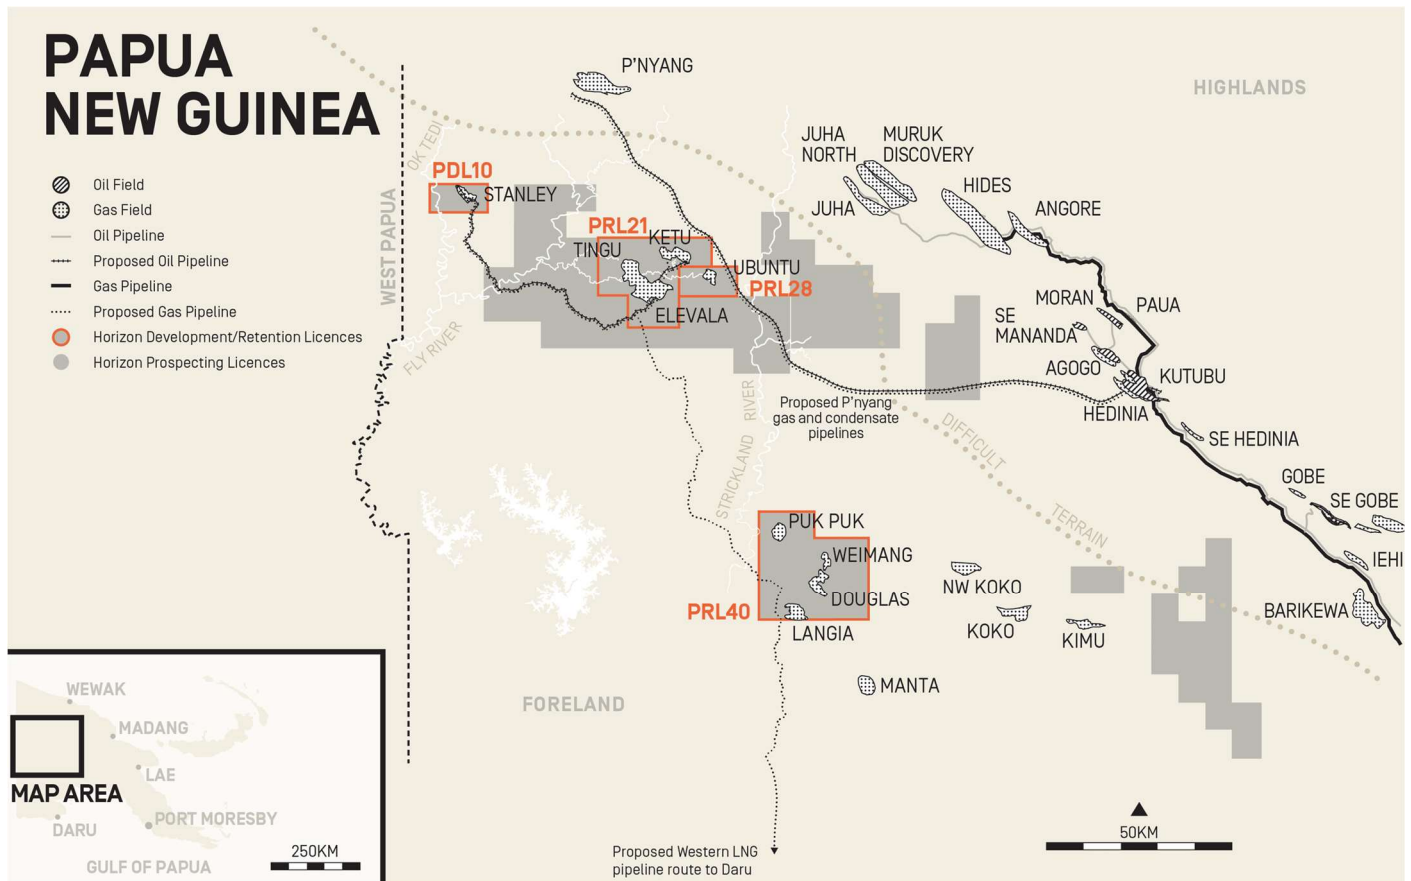 PAPUA
NEW GUINEA
Oil Field
Gas Field
Oil Pipeline
Proposed Oil Pipeline
Gas Pipeline
Proposed Gas Pipeline
Horizon Development/Retention Licences
Horizon Prospecting Licences
P'NYANG
HIGHLANDS
OK TEDI
WEST PAPUA
PDL10
STANLEY
JUHA
NORTH
MURUK
DISCOVERY
JUHA
HIDES
ANGORE
PRL21
KETU
TINGU
UBUNTU
PRL28
ELEVALA
FLY RIVER
MORAN
PAUA
SE
MANANDA
AGOGO
KUTUBU
HEDINIA
SE HEDINIA
GOBE
SE GOBE
IEHI
BARIKEWA
Proposed P'nyang
gas and condensate
pipelines
STRICKLAND RIVER
DIFFICULT
TERRAIN
PUK PUK
WEIMANG
DOUGLAS
PRL40
LANGIA
NW KOKO
KOKO
KIMU
MANTA
FORELAND
WEWAK
MADANG
LAE
MAP AREA
PORT MORESBY
DARU
GULF OF PAPUA
250KM
Proposed Western LNG
pipeline route to Daru
50KM